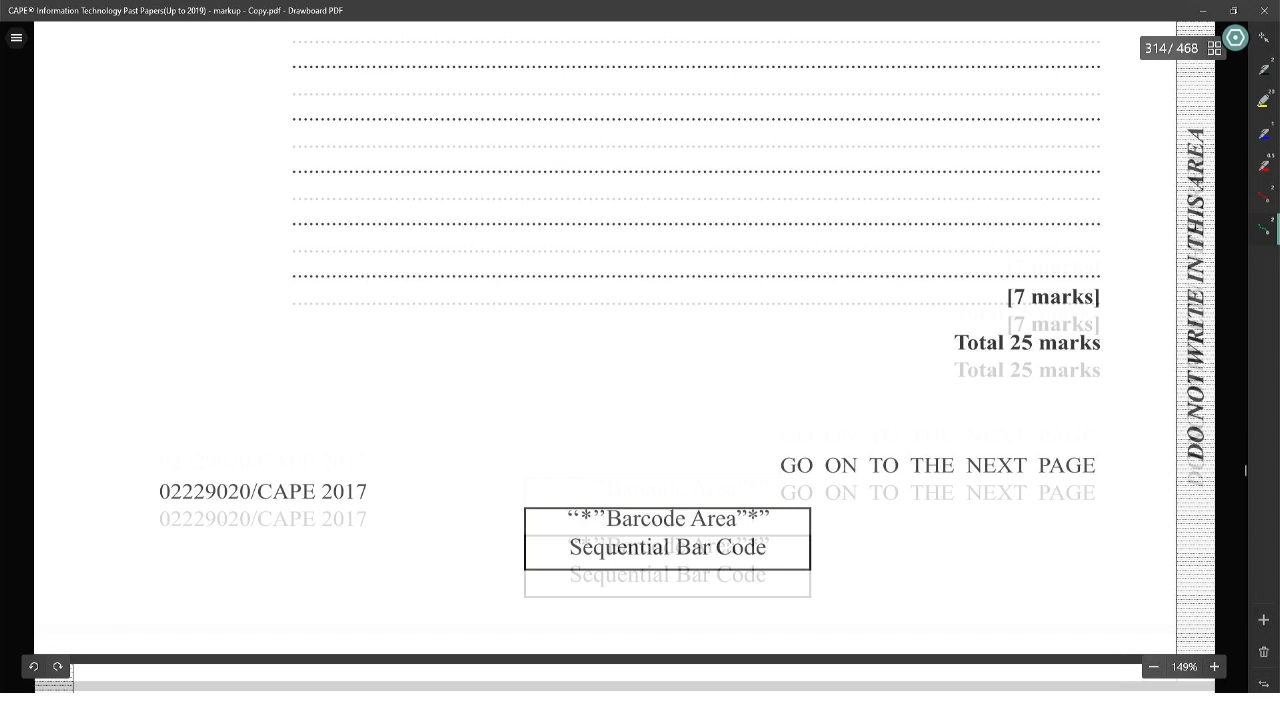 CAPE® Information Technology Past Papers(Up to 2019) - markup - Copy.pdf - Drawboard PDF
314 / 468
[7 marks]
[7 marks]
Total 25 marks
Total 25 marks
DO NOT WRITE IN THIS AREA
GO ON TO THE NEXT PAGE
GO ON TO THE NEXT PAGE
02229020/CAPE 2017
02229020/CAPE 2017
“*”Barcode Area”*”
Sequential Bar Code
Sequential Bar Code
149%